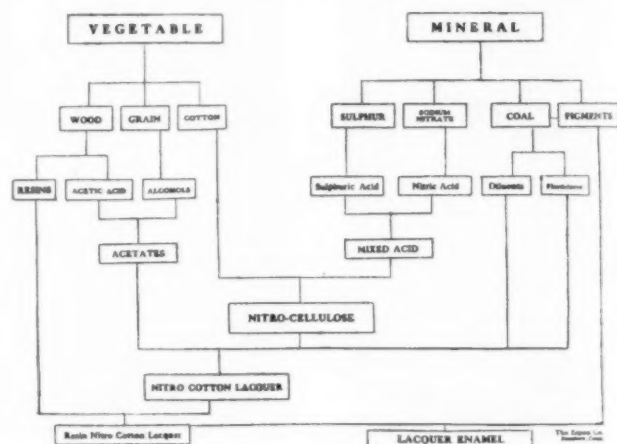 VEGETABLE
MINERAL
WOOD
GRAIN
COTTON
SULPHUR
SODIUM
NITRATE
COAL
PIGMENTS
RESINS
ACETIC ACID
ALCOHOLS
Sulphuric Acid
Nitric Acid
Diluents
ACETATES
MIXED ACID
NITRO-CELLULOSE
NITRO COTTON LACQUER
Resin Nitro Cotton Lacquer
LACQUER ENAMEL